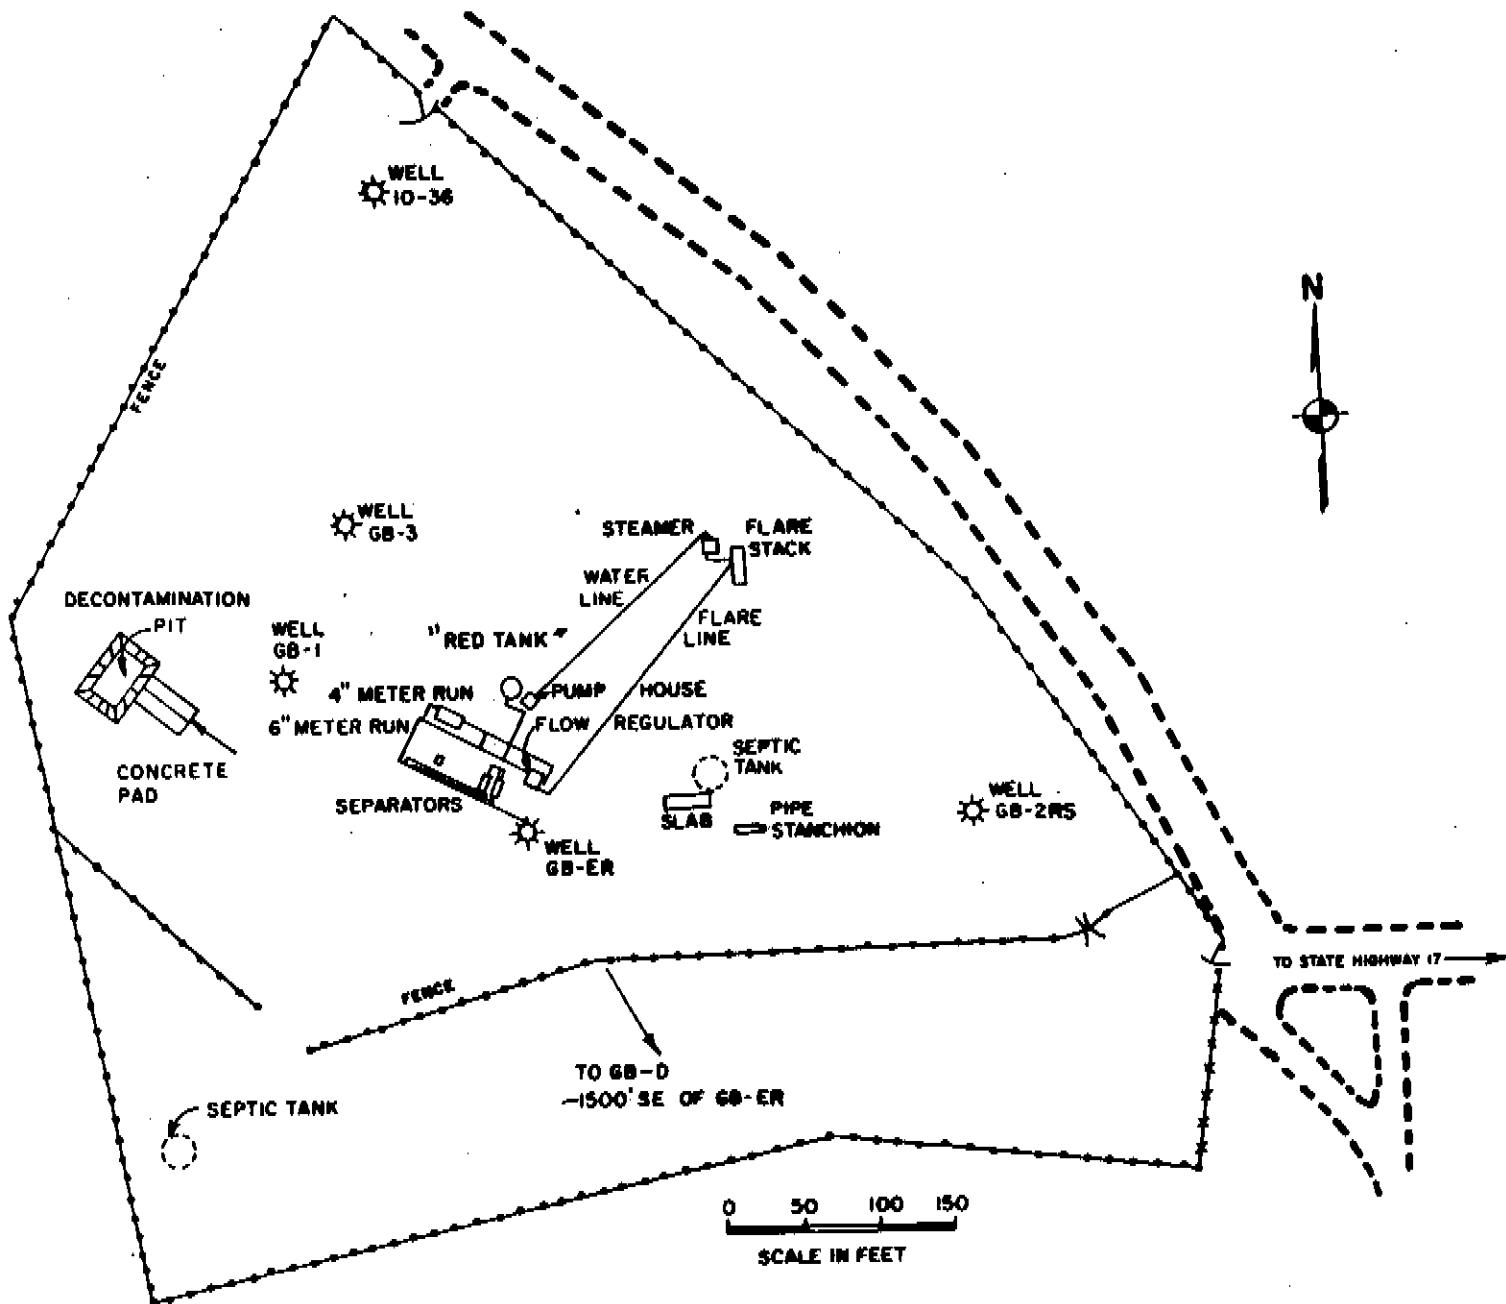 WELL
10-36
N
FENCE
WELL
GB-3
STEAMER
FLARE
STACK
WATER
LINE
DECONTAMINATION
PIT
WELL
GB-1
"RED TANK"
FLARE
LINE
4" METER RUN
PUMP HOUSE
6" METER RUN
FLOW REGULATOR
SEPTIC
TANK
CONCRETE
PAD
SEPARATORS
SLAB
PIPE
STANCHION
WELL
GB-2RS
WELL
GB-ER
FENCE
TO STATE HIGHWAY 17
TO GB-D
~1500' SE OF GB-ER
SEPTIC TANK
0 50 100 150
SCALE IN FEET